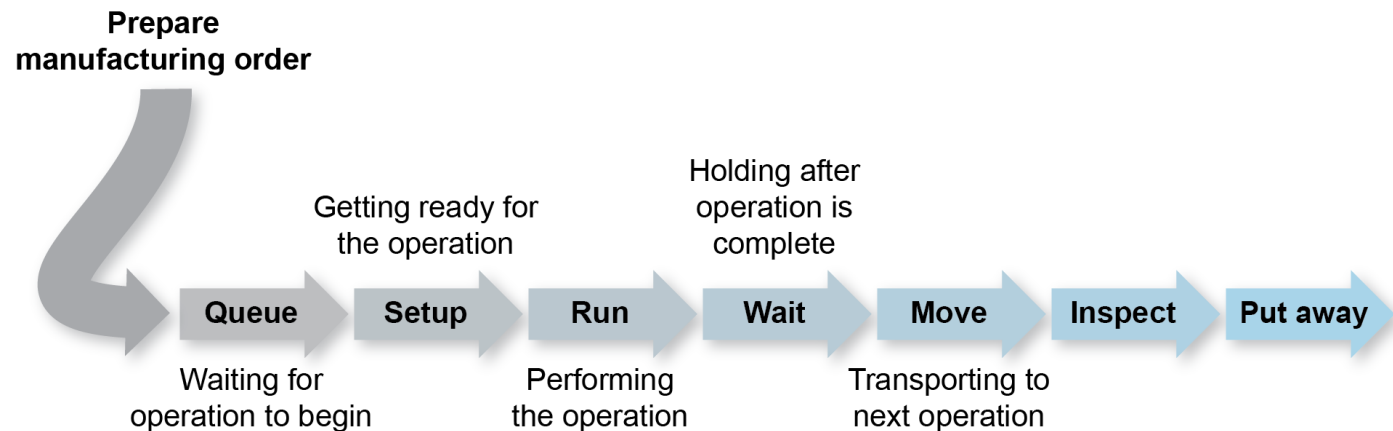 Prepare
manufacturing order
Holding after
operation is
complete
Getting ready for
the operation
Queue
Setup
Run
Wait
Move
Inspect
Put away
Waiting for
operation to begin
Performing
the operation
Transporting to
next operation